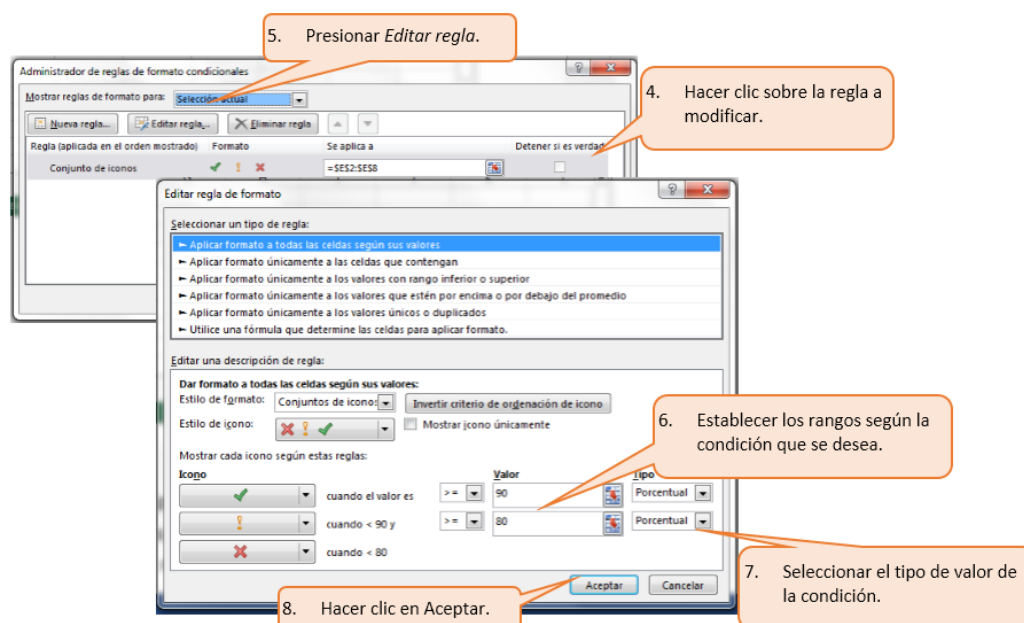 5. Presionar Editar regla.
Administrador de reglas de formato condicionales
Mostrar reglas de formato para: Selección actual
4. Hacer clic sobre la regla a
modificar.
Nueva regla... Editar regla... Eliminar regla
Regla (aplicada en el orden mostrado) Formato Se aplica a Detener si es verdad
Conjunto de iconos =$E$2:$E$8
Editar regla de formato
Seleccionar un tipo de regla:
► Aplicar formato a todas las celdas según sus valores
► Aplicar formato únicamente a las celdas que contengan
► Aplicar formato únicamente a los valores con rango inferior o superior
► Aplicar formato únicamente a los valores que estén por encima o por debajo del promedio
► Aplicar formato únicamente a los valores únicos o duplicados
► Utilice una fórmula que determine las celdas para aplicar formato.
Editar una descripción de regla:
Dar formato a todas las celdas según sus valores:
Estilo de formato: Conjuntos de iconos Invertir criterio de ordenación de icono
Estilo de icono: Mostrar icono únicamente
6. Establecer los rangos según la
condición que se desea.
Mostrar cada icono según estas reglas:
Icono Valor Tipo
cuando el valor es >= 90 Porcentual
cuando < 90 y >= 80 Porcentual
cuando < 80
7. Seleccionar el tipo de valor de
la condición.
Aceptar Cancelar
8. Hacer clic en Aceptar.